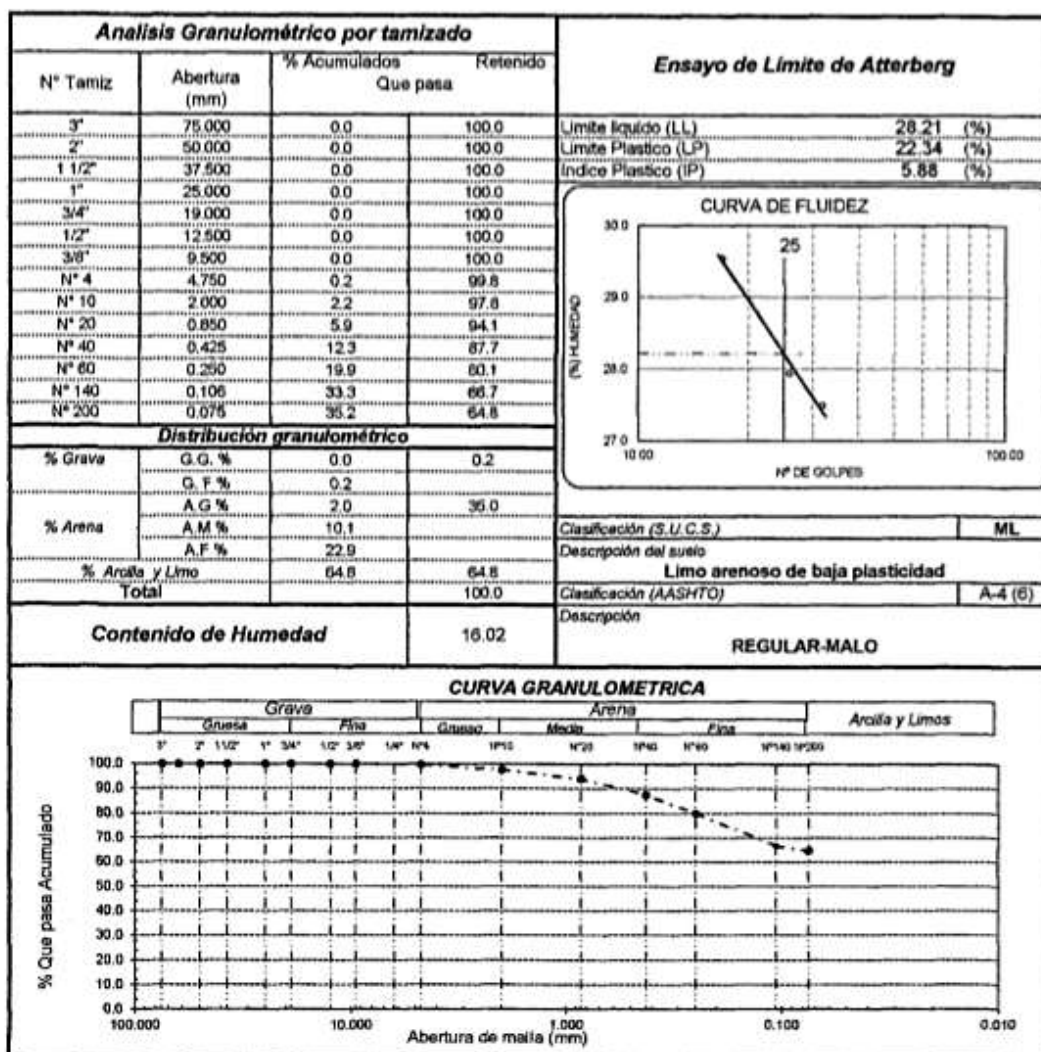 Analisis Granulométrico por tamizado
N° Tamiz Abertura (mm) % Acumulados Retenido Que pasa
3" 75.000 0.0 100.0
2" 50.000 0.0 100.0
1 1/2" 37.500 0.0 100.0
1" 25.000 0.0 100.0
3/4" 19.000 0.0 100.0
1/2" 12.500 0.0 100.0
3/8" 9.500 0.0 100.0
N° 4 4.750 0.2 99.8
N° 10 2.000 2.2 97.8
N° 20 0.850 5.9 94.1
N° 40 0.425 12.3 87.7
N° 60 0.250 19.9 80.1
N° 140 0.106 33.3 66.7
N° 200 0.075 35.2 64.8
Distribución granulométrico
% Grava G.G. % 0.0 0.2
G. F % 0.2
% Arena A.G % 2.0 35.0
A.M % 10.1
A.F % 22.9
% Arcilla y Limo 64.8 64.8
Total 100.0
Contenido de Humedad 16.02
Ensayo de Límite de Atterberg
Limite liquido (LL) 28.21 (%)
Limite Plastico (LP) 22.34 (%)
Indice Plastico (IP) 5.88 (%)
CURVA DE FLUIDEZ
25
(%) HUMEDAD
30.0
29.0
28.0
27.0
10.00 100.00
N° DE GOLPES
Clasificación (S.U.C.S.) ML
Descripción del suelo
Limo arenoso de baja plasticidad
Clasificación (AASHTO) A-4 (6)
Descripción
REGULAR-MALO
CURVA GRANULOMETRICA
Grava Arena Arcilla y Limos
Gruesa Fina Grueso Media Fina
3" 2" 1 1/2" 1" 3/4" 1/2" 3/8" 1/4" N°4 N°10 N°20 N°40 N°60 N°140 N°200
% Que pasa Acumulado
100.0
90.0
80.0
70.0
60.0
50.0
40.0
30.0
20.0
10.0
0.0
100.000 10.000 1.000 0.100 0.010
Abertura de malla (mm)